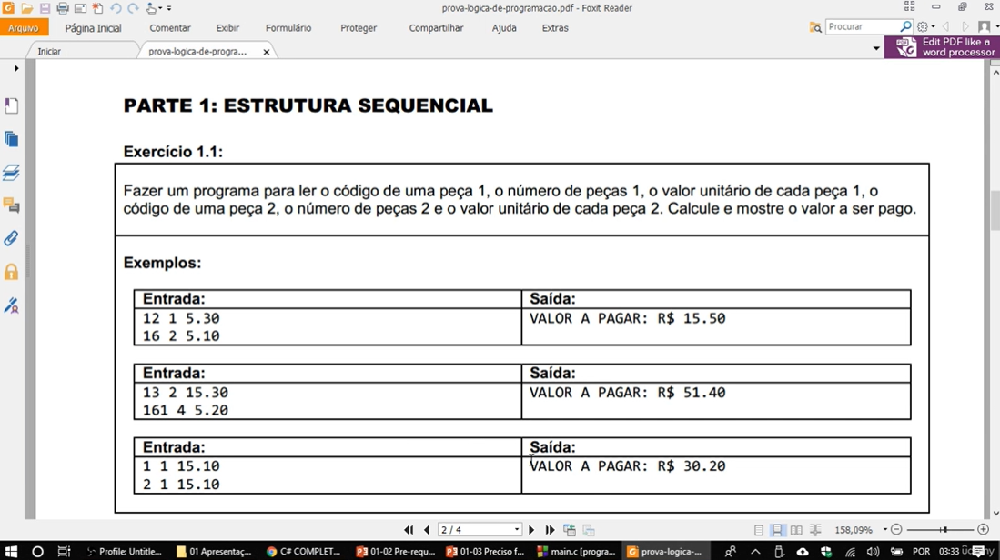 prova-logica-de-programacao.pdf - Foxit Reader
Arquivo Página Inicial Comentar Exibir Formulário Proteger Compartilhar Ajuda Extras Procurar
Iniciar prova-logica-de-progra... Edit PDF like a
word processor
PARTE 1: ESTRUTURA SEQUENCIAL
Exercício 1.1:
Fazer um programa para ler o código de uma peça 1, o número de peças 1, o valor unitário de cada peça 1, o
código de uma peça 2, o número de peças 2 e o valor unitário de cada peça 2. Calcule e mostre o valor a ser pago.
Exemplos:
Entrada: Saída:
12 1 5.30 VALOR A PAGAR: R$ 15.50
16 2 5.10
Entrada: Saída:
13 2 15.30 VALOR A PAGAR: R$ 51.40
161 4 5.20
Entrada: Saída:
1 1 15.10 VALOR A PAGAR: R$ 30.20
2 1 15.10
2 / 4 158,09%
Profile: Untitle... 01 Apresentaç... C# COMPLET... 01-02 Pre-requ... 01-03 Preciso f... main.c [progra... prova-logica-... POR 03:33